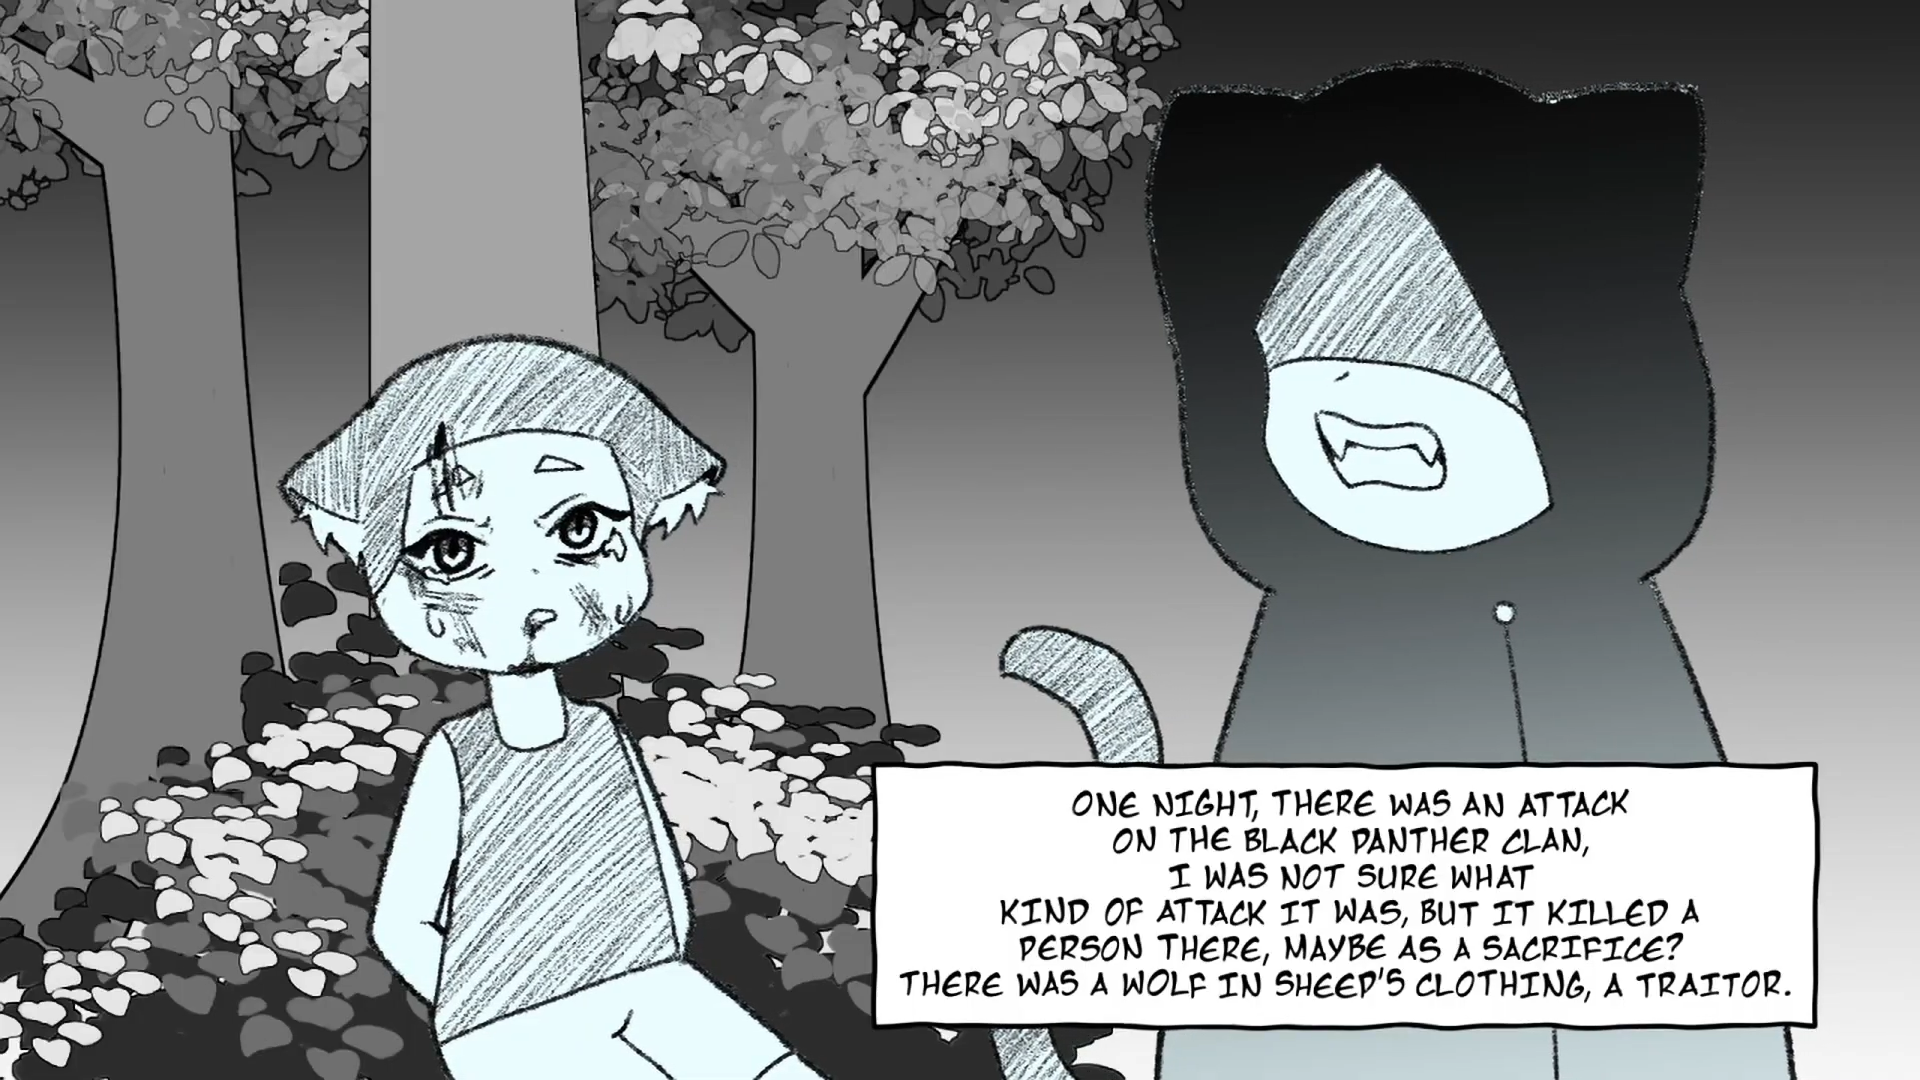 ONE NIGHT, THERE WAS AN ATTACK
ON THE BLACK PANTHER CLAN,
I WAS NOT SURE WHAT
KIND OF ATTACK IT WAS, BUT IT KILLED A
PERSON THERE, MAYBE AS A SACRIFICE?
THERE WAS A WOLF IN SHEEP'S CLOTHING, A TRAITOR.